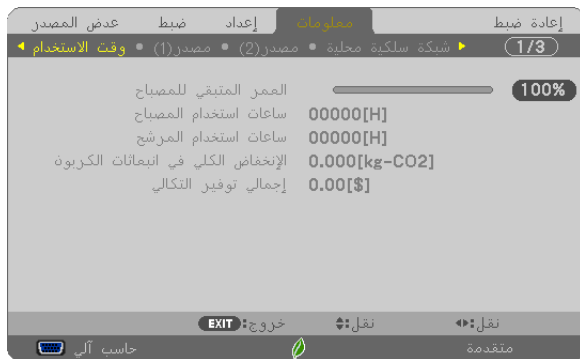 عدض المصدر ضبط إعداد معلومات إعادة ضبط
◀ وقت الاستخدام • مصدر(1) • مصدر(2) • شبكة سلكية محلية ▶ 1/3
العمر المتبقي للمصباح 100%
ساعات استخدام المصباح 00000[H]
ساعات استخدام المرشح 00000[H]
الإنخفاض الكلي في انبعاثات الكربون 0.000[kg-CO2]
إجمالي توفير التكالي 0.00[$]
خروج:EXIT نقل: نقل:
حاسب آلي متقدمة